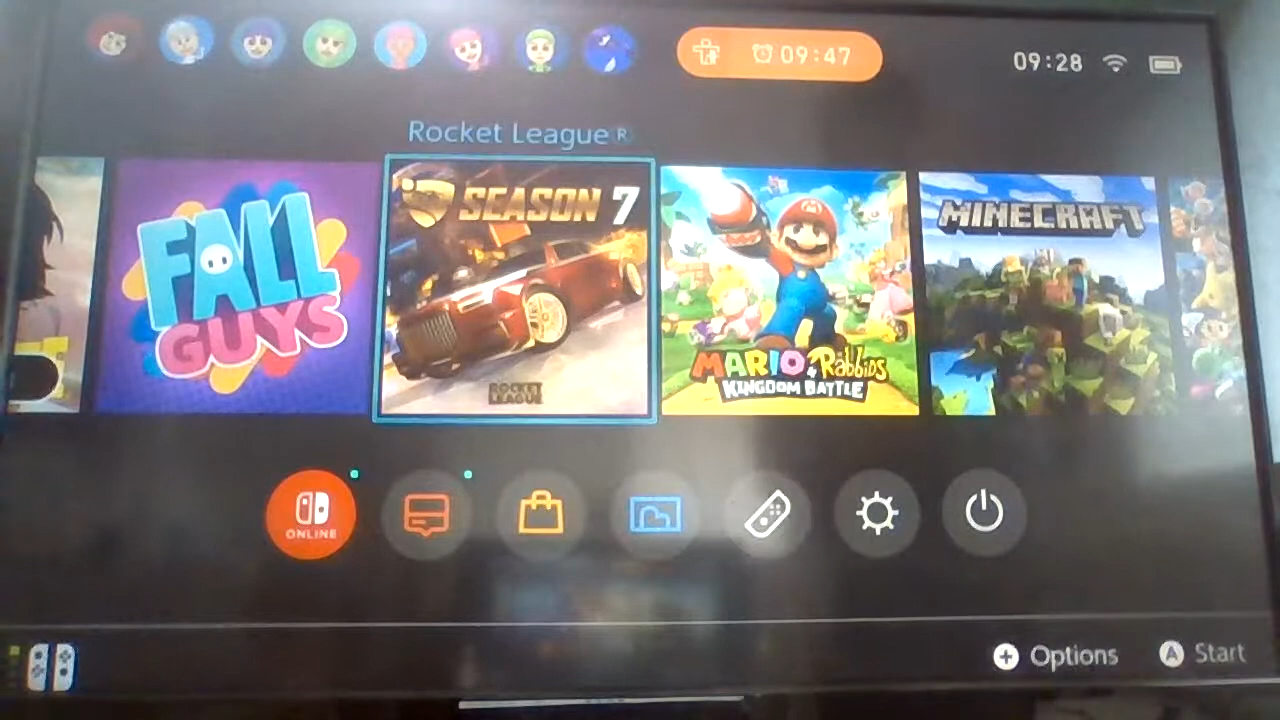 09:47
09:28
Rocket League R
FALL
GUYS
SEASON 7
ROCKET
LEAGUE
MARIO + Rabbids
KINGDOM BATTLE
MINECRAFT
ONLINE
+ Options
A Start